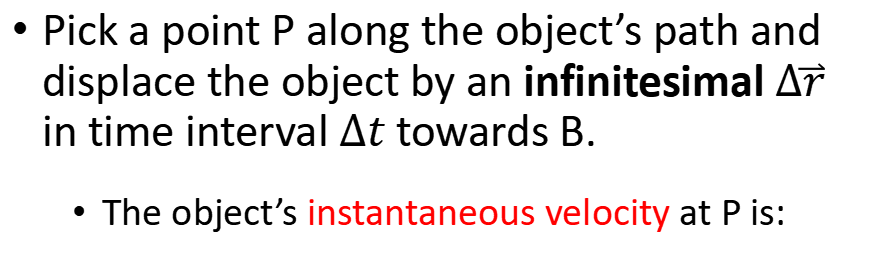 • Pick a point P along the object’s path and
displace the object by an infinitesimal Δr⃗
in time interval Δt towards B.
• The object’s instantaneous velocity at P is: